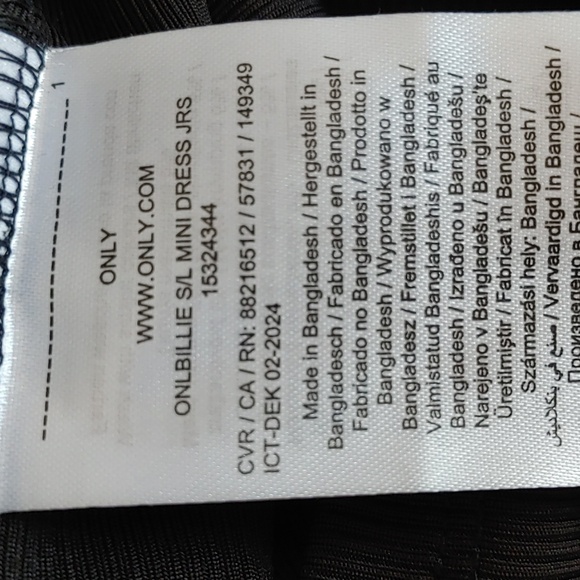 1
ONLY
WWW.ONLY.COM
ONLBILLIE S/L MINI DRESS JRS
15324344
CVR / CA / RN: 88216512 / 57831 / 149349
ICT-DEK 02-2024
Made in Bangladesh / Hergestellt in
Bangladesch / Fabricado en Bangladesh /
Fabricado no Bangladesh / Prodotto in
Bangladesh / Wyprodukowano w
Bangladesz / Fremstillet i Bangladesh /
Valmistatud Bangladeshis / Fabriqué au
Bangladesh / Izrađeno u Bangladešu /
Narejeno v Bangladešu / Bangladeş'te
Üretilmiştir / Fabricat în Bangladesh /
Származási hely: Bangladesh /
صنع في بنكلاديش / Vervaardigd in Bangladesh /
Произведено в